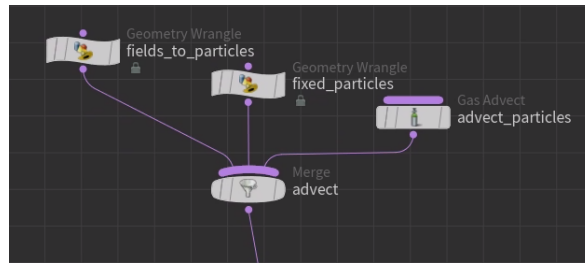 Geometry Wrangle
fields_to_particles
Geometry Wrangle
fixed_particles
Gas Advect
advect_particles
Merge
advect